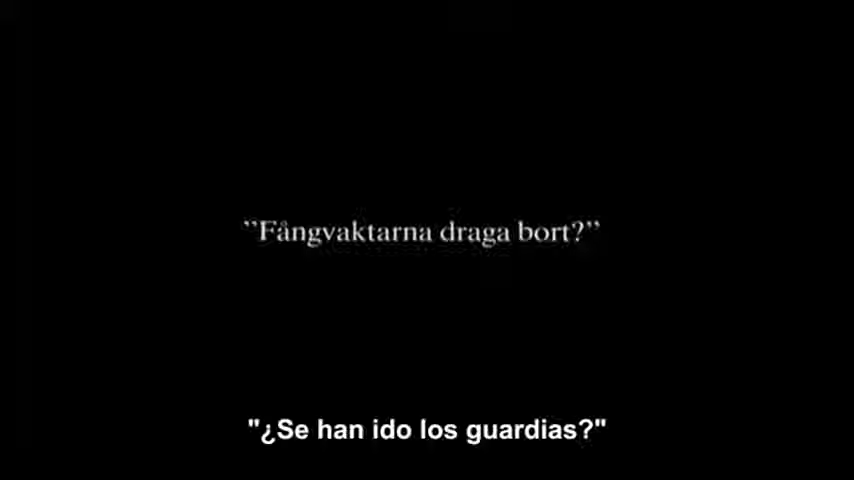 ”Fångvaktarna draga bort?”
"¿Se han ido los guardias?"